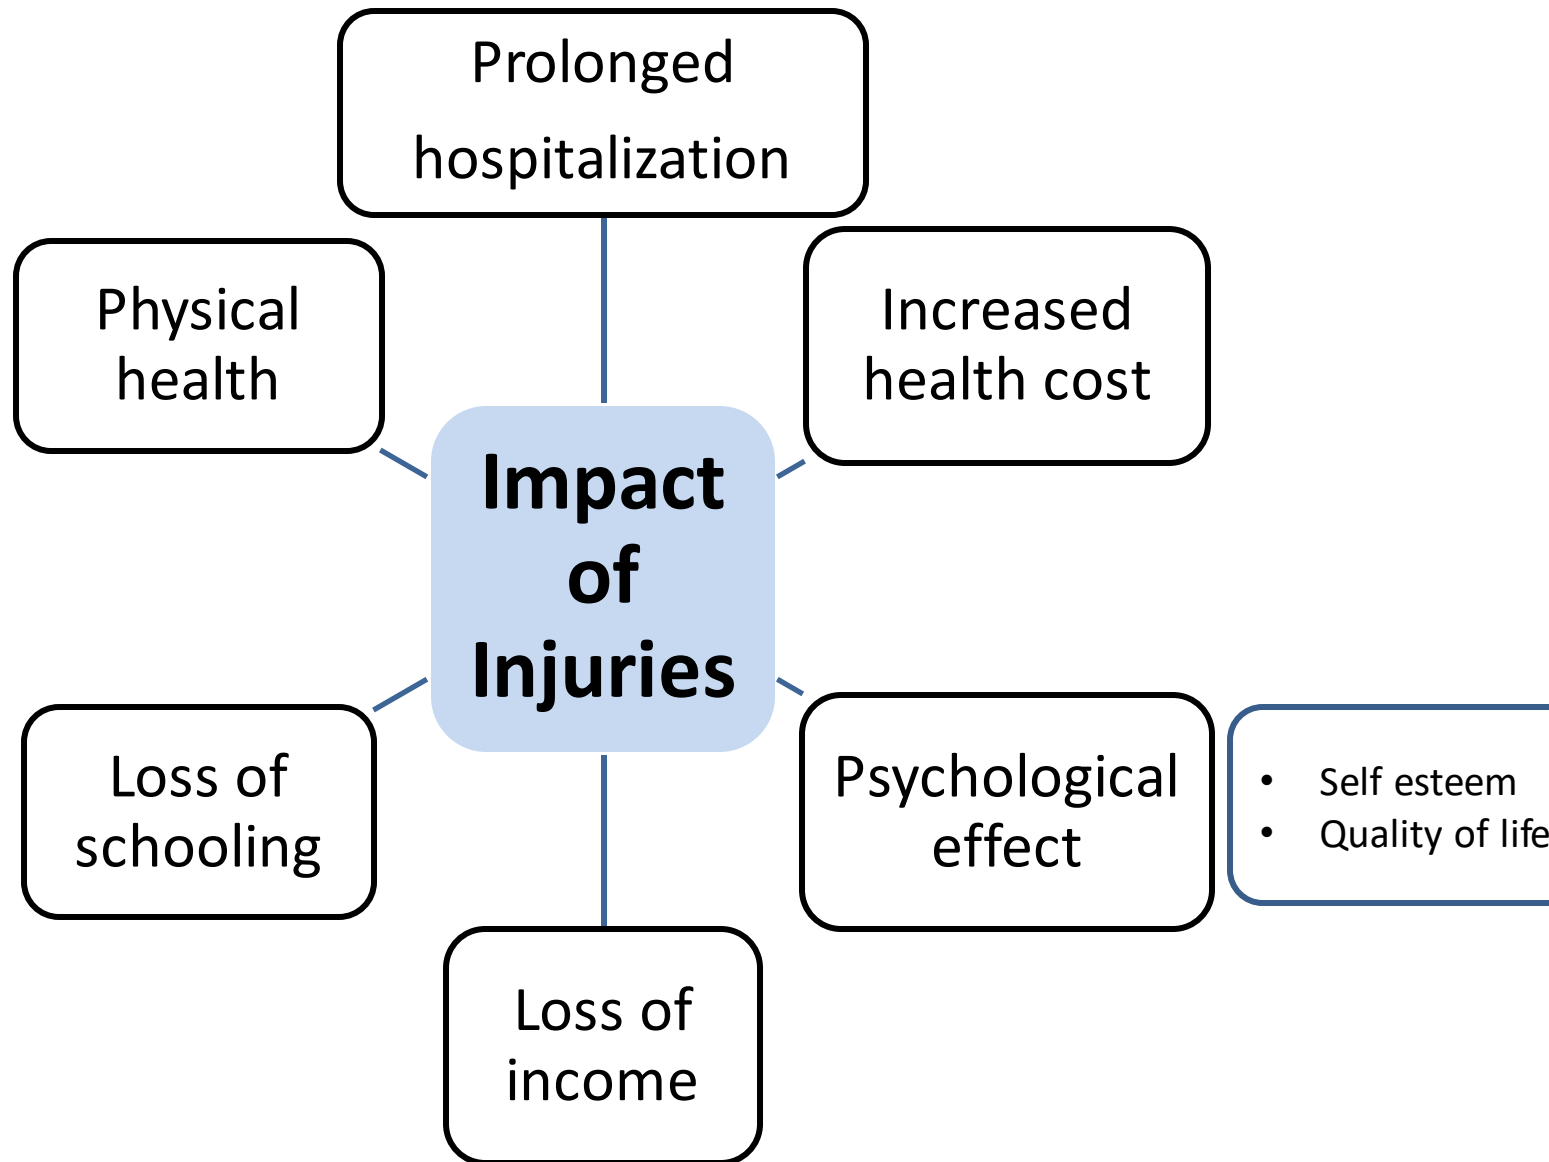 Prolonged
hospitalization
Physical
health
Increased
health cost
Impact
of
Injuries
Loss of
schooling
Psychological
effect
• Self esteem
• Quality of life
Loss of
income